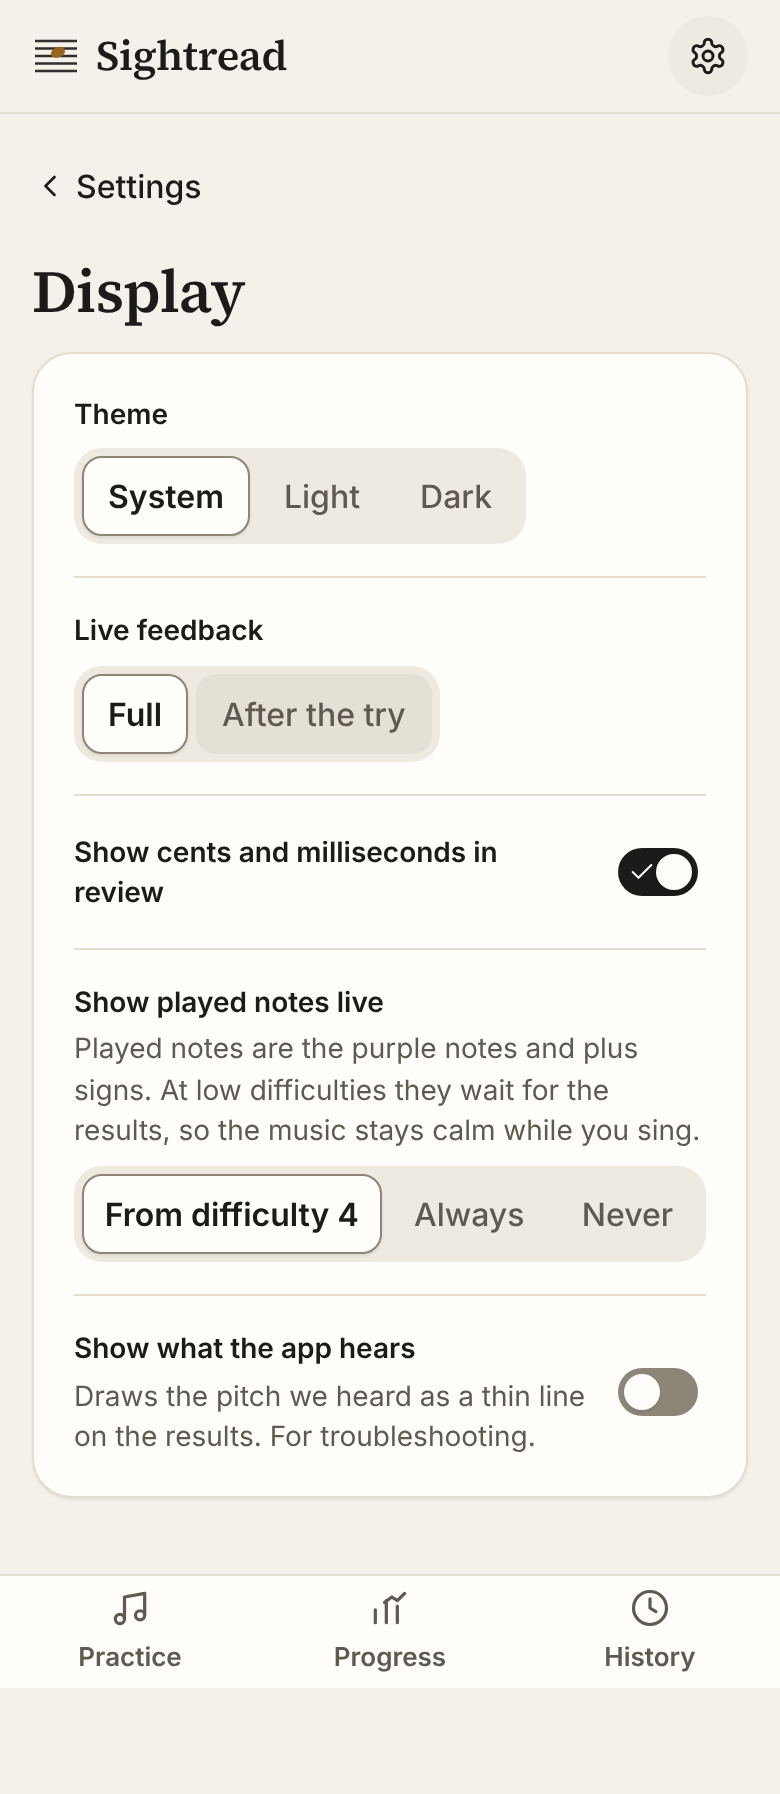 Sightread
Settings
Display
Theme
System Light Dark
Live feedback
Full After the try
Show cents and milliseconds in
review
Show played notes live
Played notes are the purple notes and plus
signs. At low difficulties they wait for the
results, so the music stays calm while you sing.
From difficulty 4 Always Never
Show what the app hears
Draws the pitch we heard as a thin line
on the results. For troubleshooting.
Practice Progress History